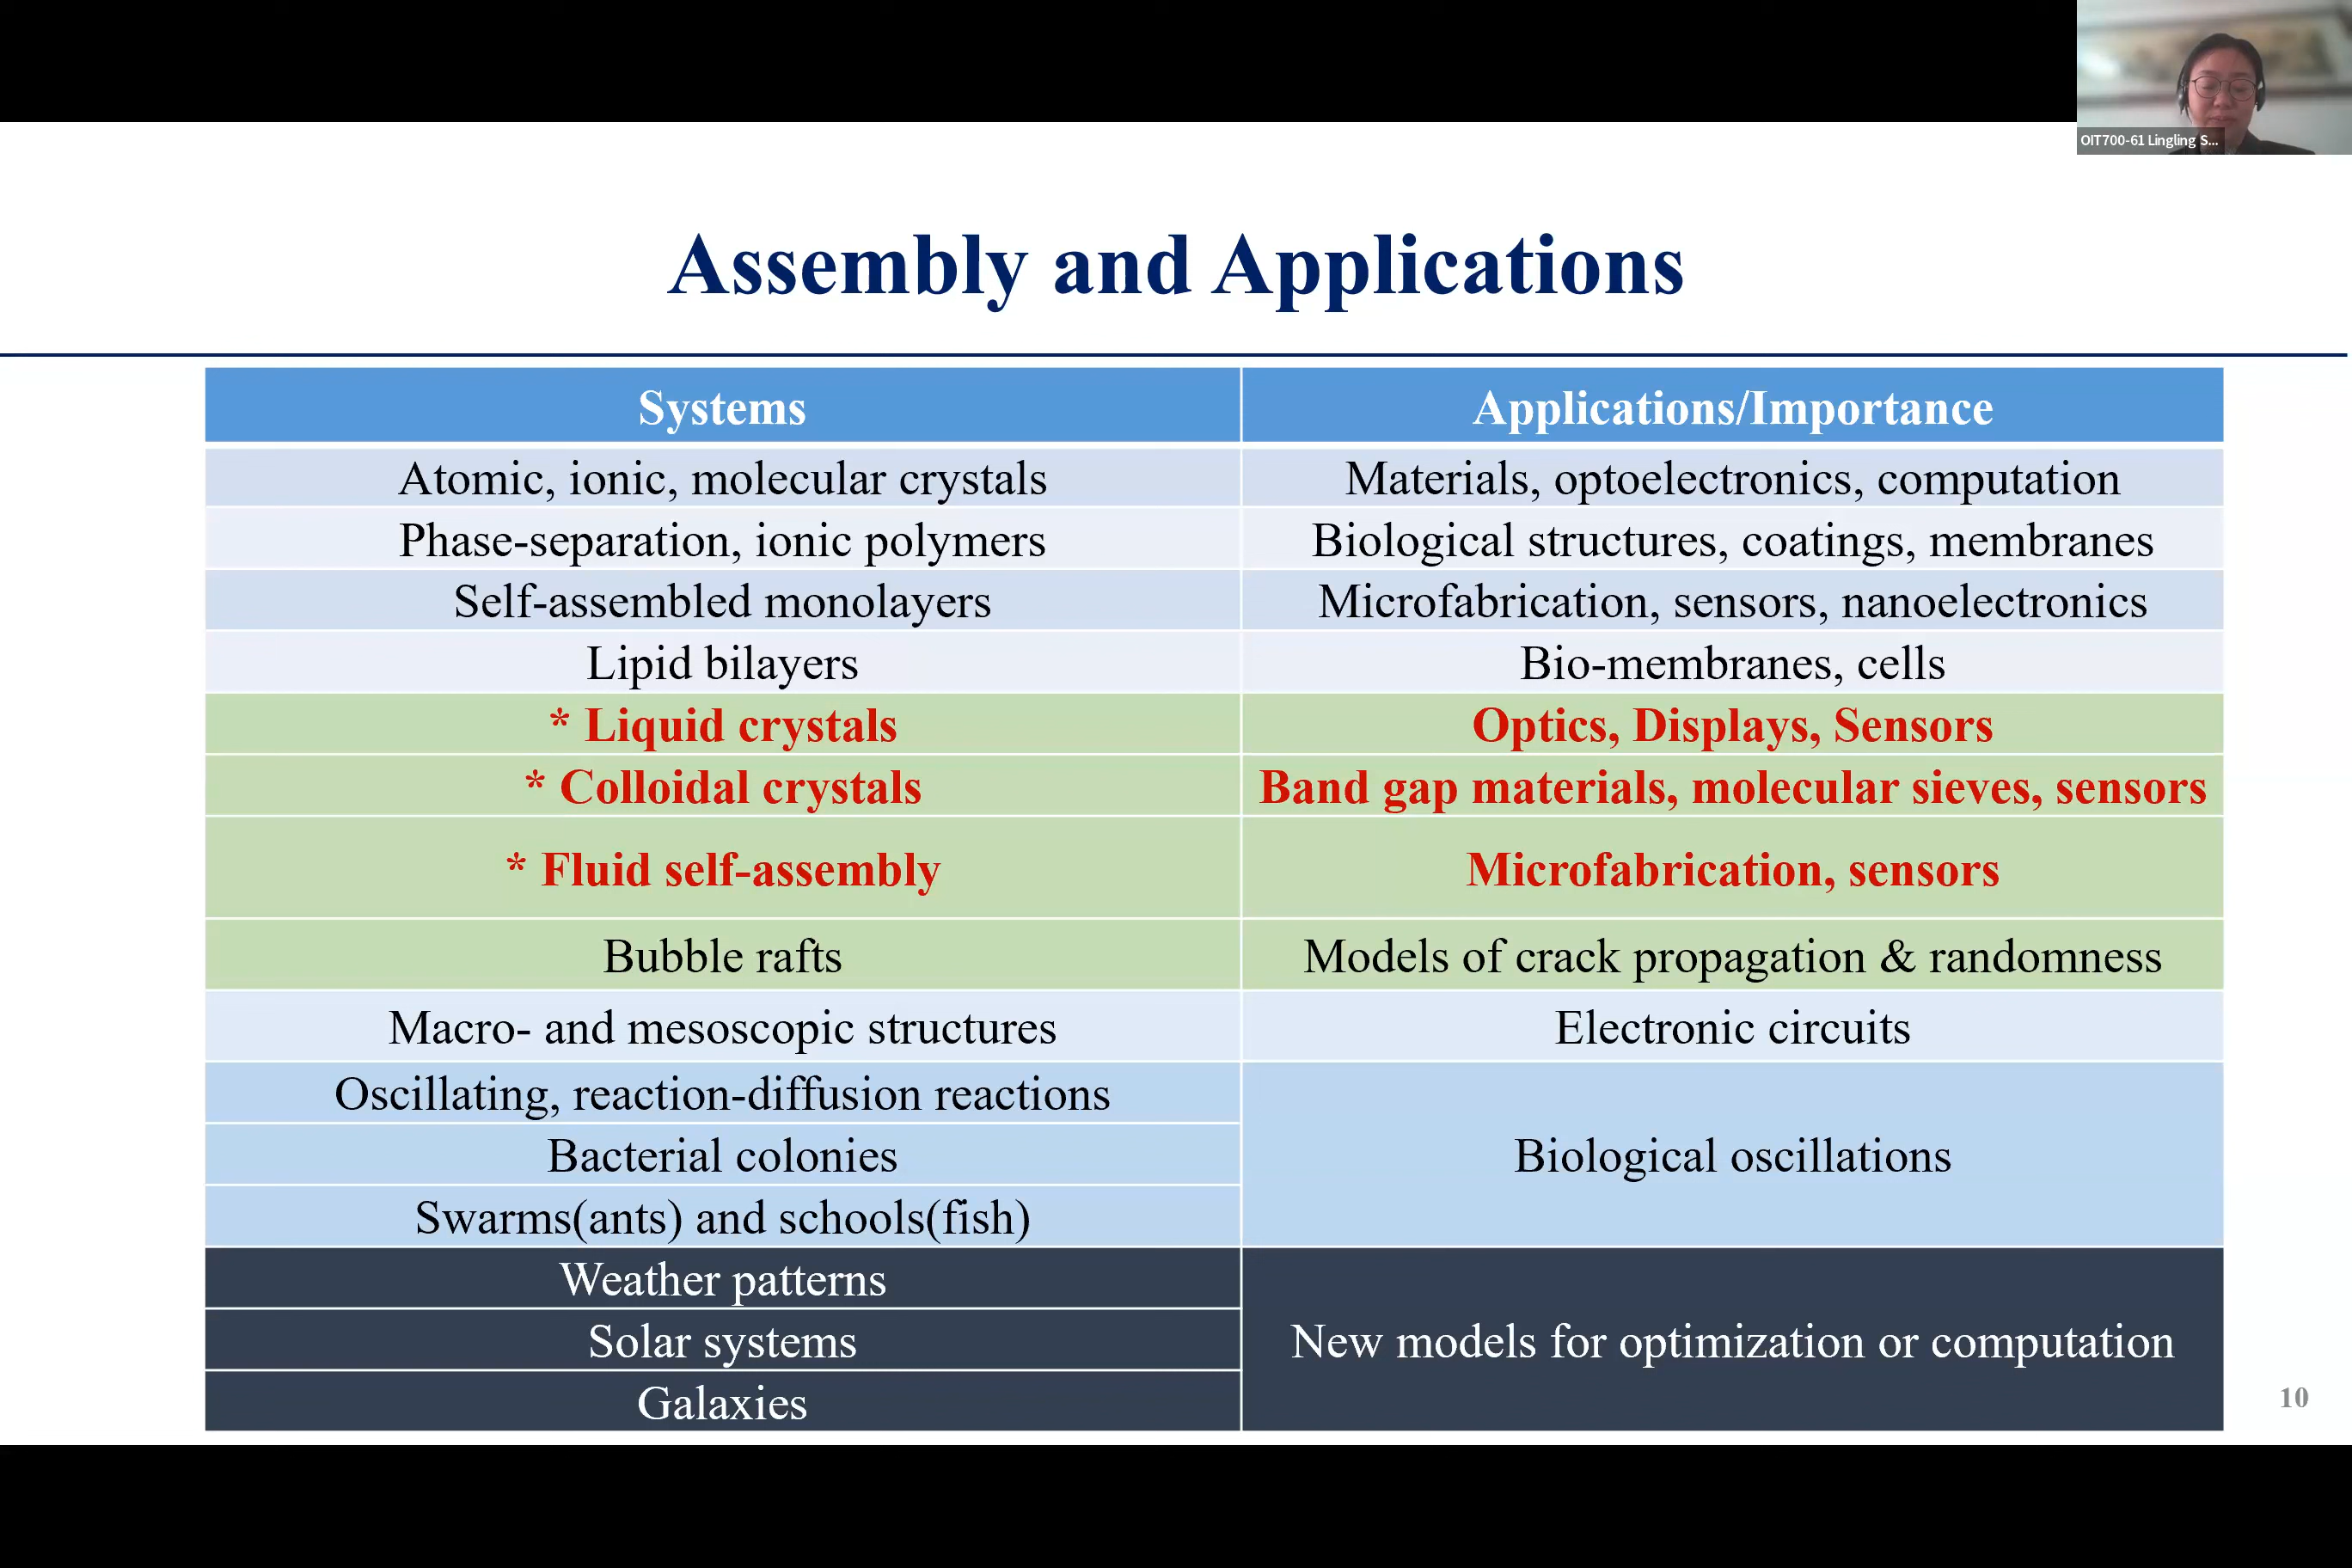 OIT700-61 Lingling S...
Assembly and Applications
Systems Applications/Importance
Atomic, ionic, molecular crystals Materials, optoelectronics, computation
Phase-separation, ionic polymers Biological structures, coatings, membranes
Self-assembled monolayers Microfabrication, sensors, nanoelectronics
Lipid bilayers Bio-membranes, cells
* Liquid crystals Optics, Displays, Sensors
* Colloidal crystals Band gap materials, molecular sieves, sensors
* Fluid self-assembly Microfabrication, sensors
Bubble rafts Models of crack propagation & randomness
Macro- and mesoscopic structures Electronic circuits
Oscillating, reaction-diffusion reactions
Bacterial colonies Biological oscillations
Swarms(ants) and schools(fish)
Weather patterns
Solar systems New models for optimization or computation
Galaxies
10